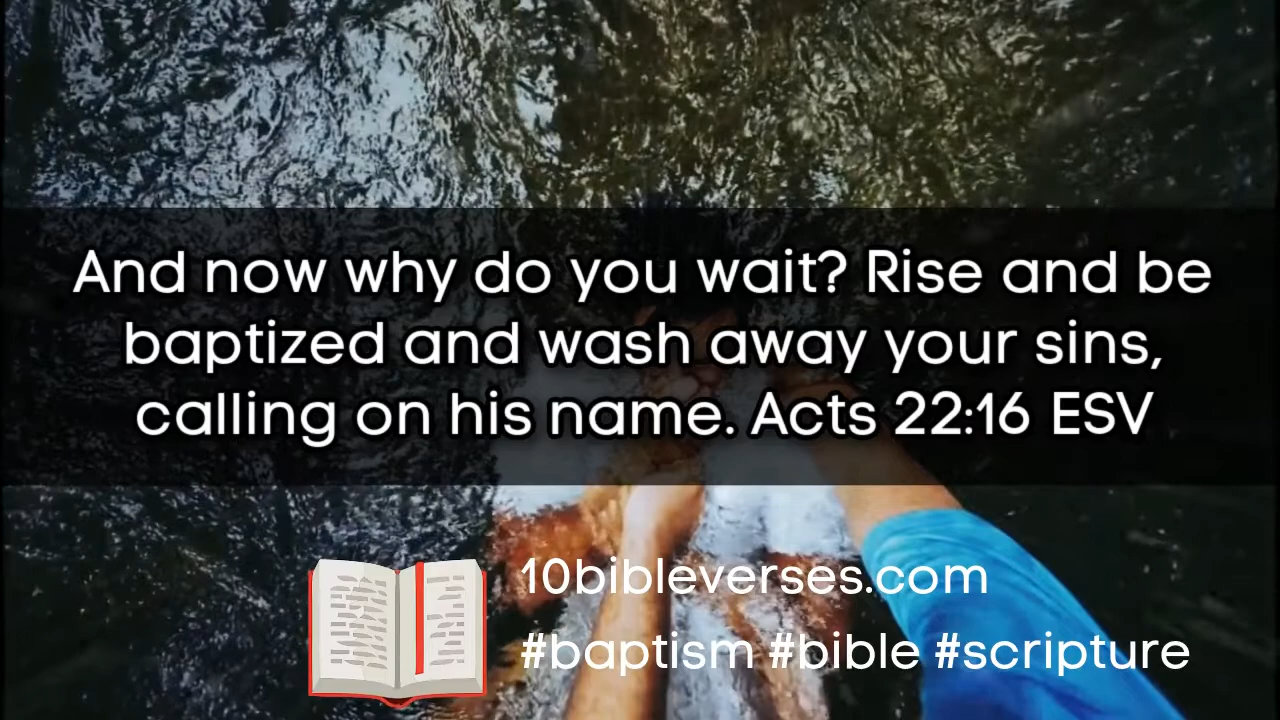 And now why do you wait? Rise and be
baptized and wash away your sins,
calling on his name. Acts 22:16 ESV
10bibleverses.com
#baptism #bible #scripture